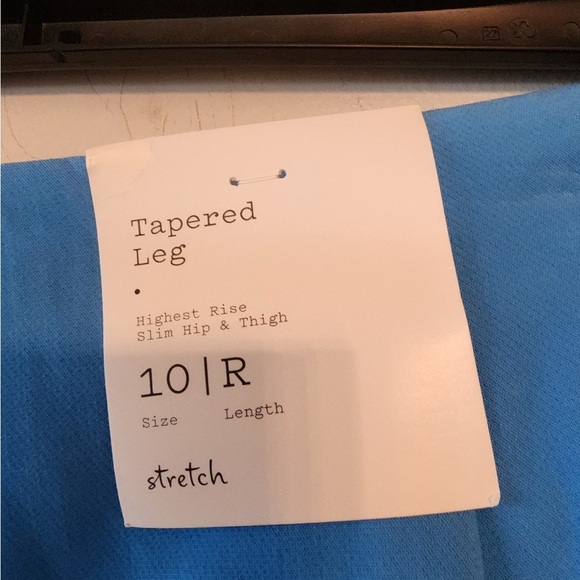 Tapered
Leg
•
Highest Rise
Slim Hip & Thigh
10|R
Size Length
stretch